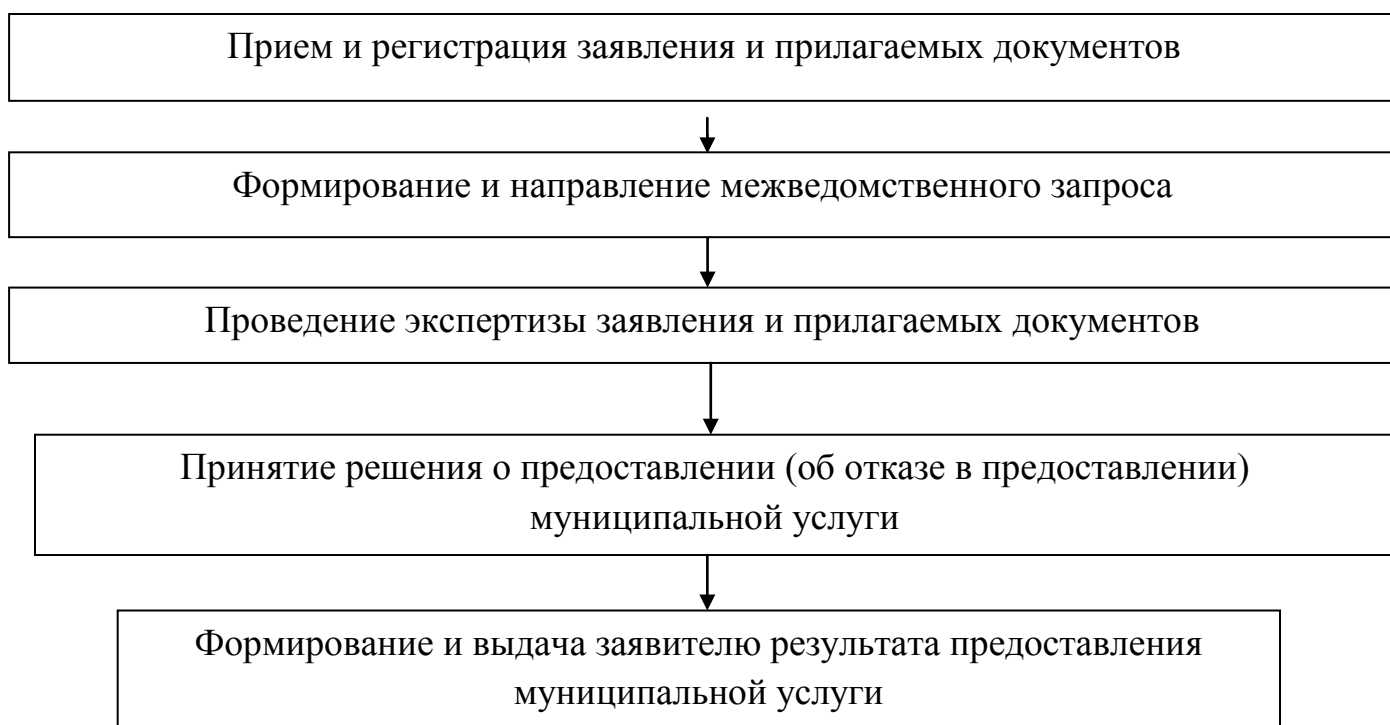 Прием и регистрация заявления и прилагаемых документов
Формирование и направление межведомственного запроса
Проведение экспертизы заявления и прилагаемых документов
Принятие решения о предоставлении (об отказе в предоставлении)
муниципальной услуги
Формирование и выдача заявителю результата предоставления
муниципальной услуги